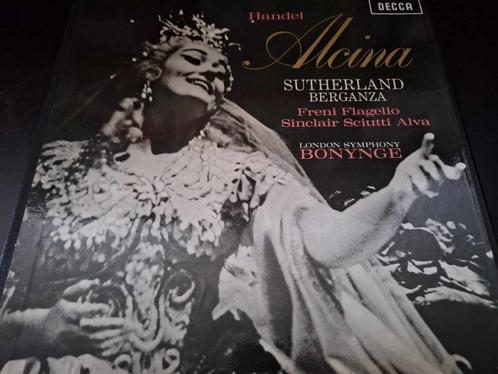 DECCA
Handel
Alcina
SUTHERLAND
BERGANZA
Freni Flagello
Sinclair Sciutti Alva
LONDON SYMPHONY
BONYNGE